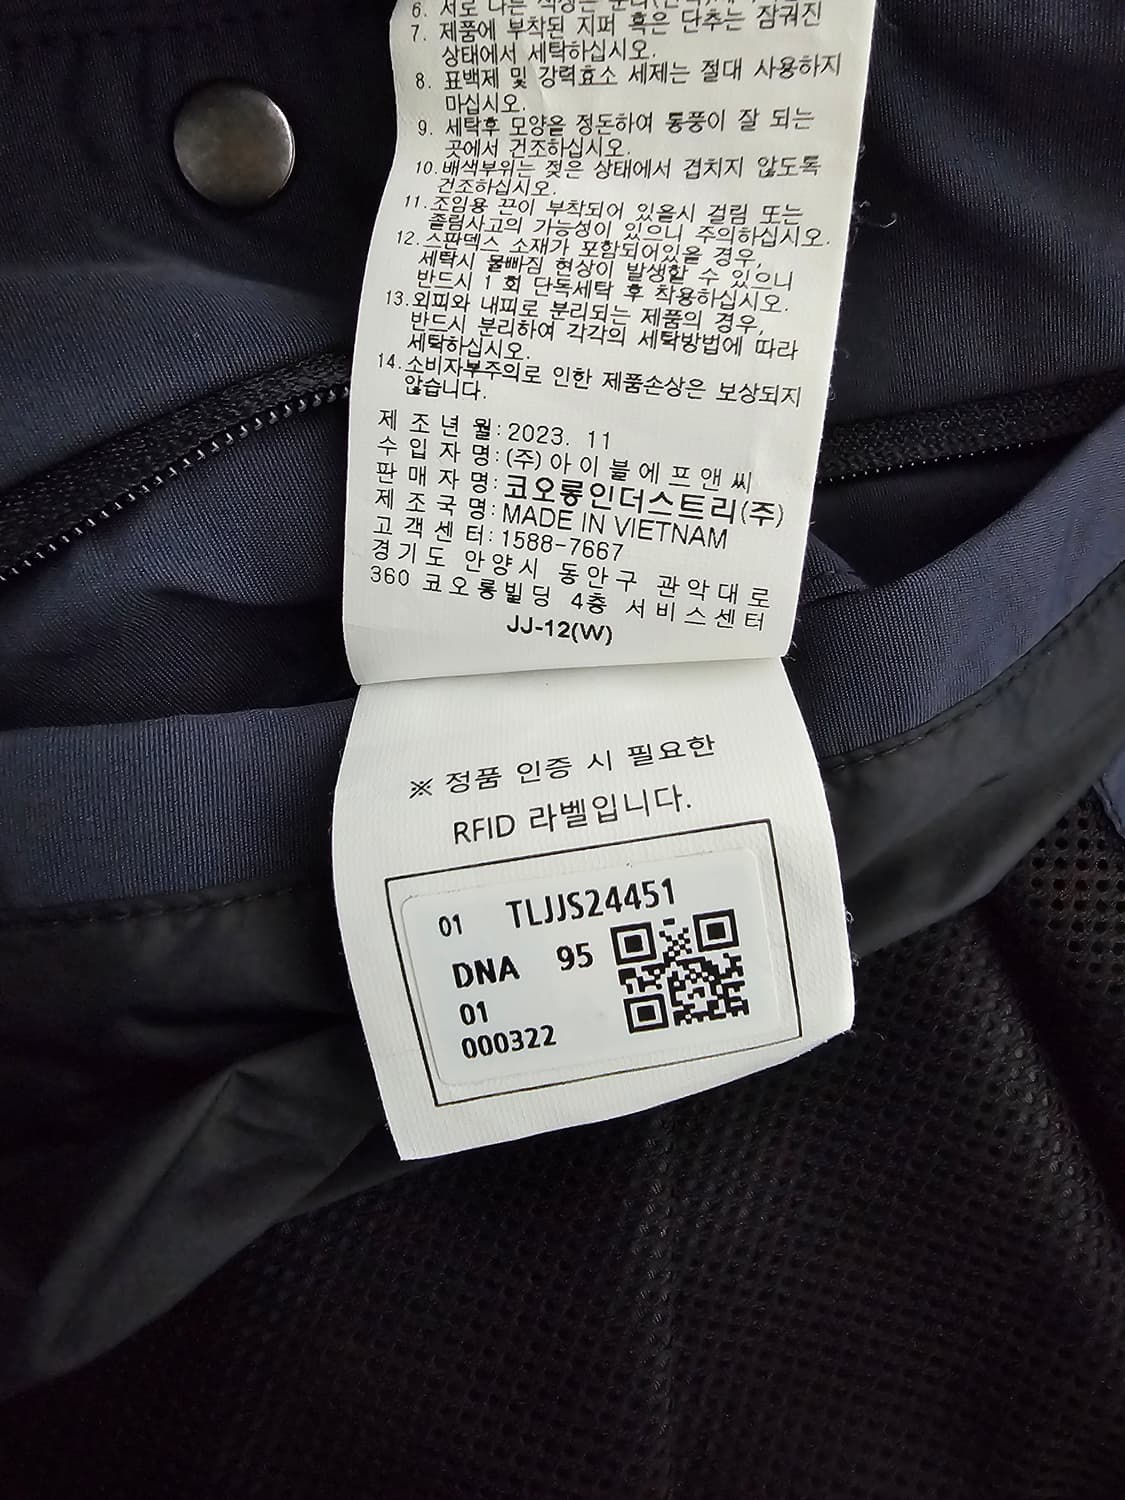 6. 서로 다른 색상은
7. 제품에 부착된 지퍼 혹은 단추는 잠궈진
상태에서 세탁하십시오.
8. 표백제 및 강력효소 세제는 절대 사용하지
마십시오.
9. 세탁후 모양을 정돈하여 통풍이 잘 되는
곳에서 건조하십시오.
10. 배색부위는 젖은 상태에서 겹치지 않도록
건조하십시오.
11. 조임용 끈이 부착되어 있을시 걸림 또는
졸림사고의 가능성이 있으니 주의하십시오.
12. 스판덱스 소재가 포함되어있을 경우,
세탁시 물빠짐 현상이 발생할 수 있으니
반드시 1 회 단독세탁 후 착용하십시오.
13. 외피와 내피로 분리되는 제품의 경우,
반드시 분리하여 각각의 세탁방법에 따라
세탁하십시오.
14. 소비자부주의로 인한 제품손상은 보상되지
않습니다.
제조년월: 2023. 11
수입자명: (주)아이블에프앤씨
판매자명: 코오롱인더스트리(주)
제조국명: MADE IN VIETNAM
고객센터: 1588-7667
경기도 안양시 동안구 관악대로
360 코오롱빌딩 4층 서비스센터
JJ-12(W)
※ 정품 인증 시 필요한
RFID 라벨입니다.
01 TLJJS24451
DNA 95
01
000322